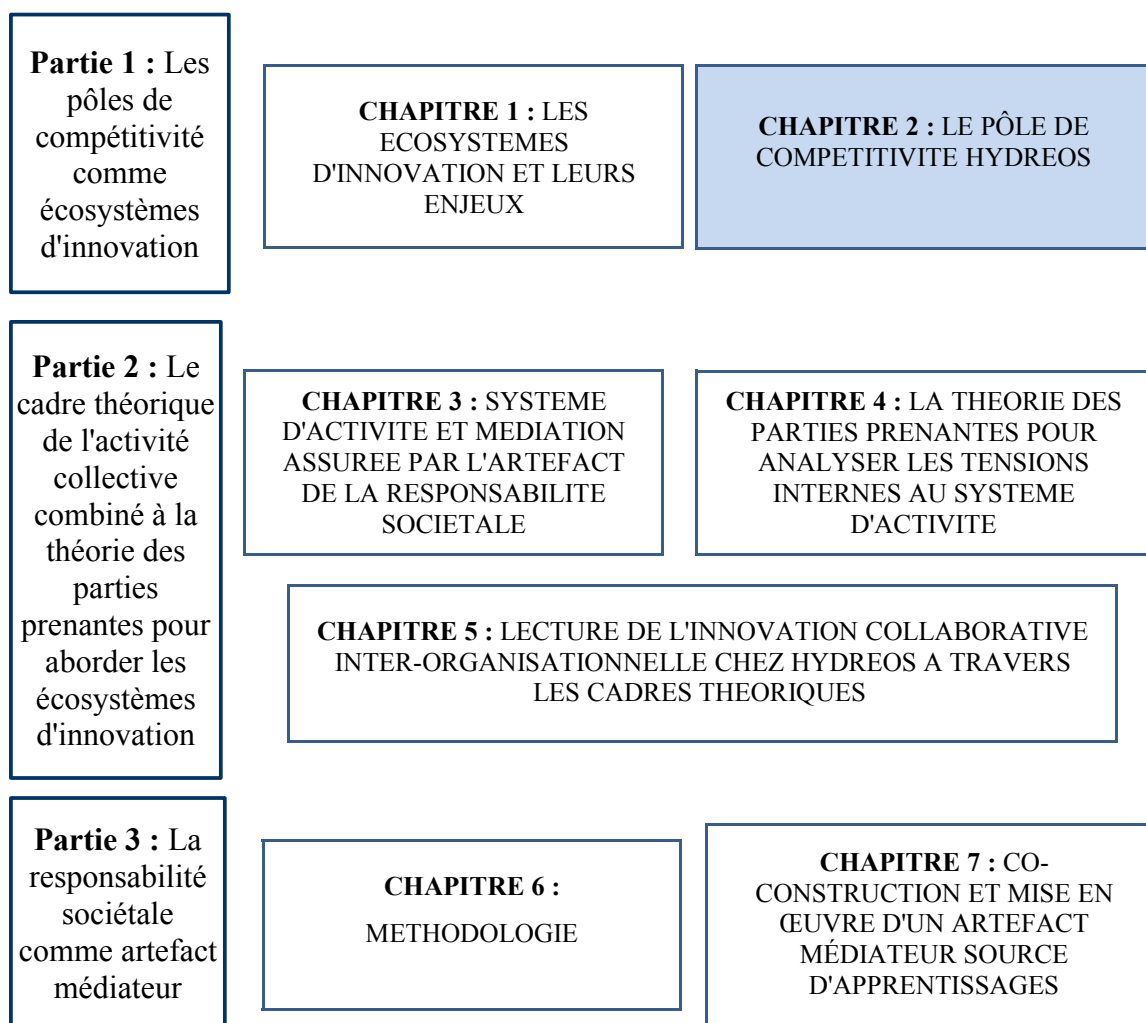 Partie 1 : Les
pôles de
compétitivité
comme
écosystèmes
d'innovation
CHAPITRE 1 : LES
ECOSYSTEMES
D'INNOVATION ET LEURS
ENJEUX
CHAPITRE 2 : LE PÔLE DE
COMPETITIVITE HYDREOS
Partie 2 : Le
cadre théorique
de l'activité
collective
combiné à la
théorie des
parties
prenantes pour
aborder les
écosystèmes
d'innovation
CHAPITRE 3 : SYSTEME
D'ACTIVITE ET MEDIATION
ASSUREE PAR L'ARTEFACT
DE LA RESPONSABILITE
SOCIETALE
CHAPITRE 4 : LA THEORIE DES
PARTIES PRENANTES POUR
ANALYSER LES TENSIONS
INTERNES AU SYSTEME
D'ACTIVITE
CHAPITRE 5 : LECTURE DE L'INNOVATION COLLABORATIVE
INTER-ORGANISATIONNELLE CHEZ HYDREOS A TRAVERS
LES CADRES THEORIQUES
Partie 3 : La
responsabilité
sociétale
comme artefact
médiateur
CHAPITRE 6 :
METHODOLOGIE
CHAPITRE 7 : CO-
CONSTRUCTION ET MISE EN
ŒUVRE D'UN ARTEFACT
MÉDIATEUR SOURCE
D'APPRENTISSAGES